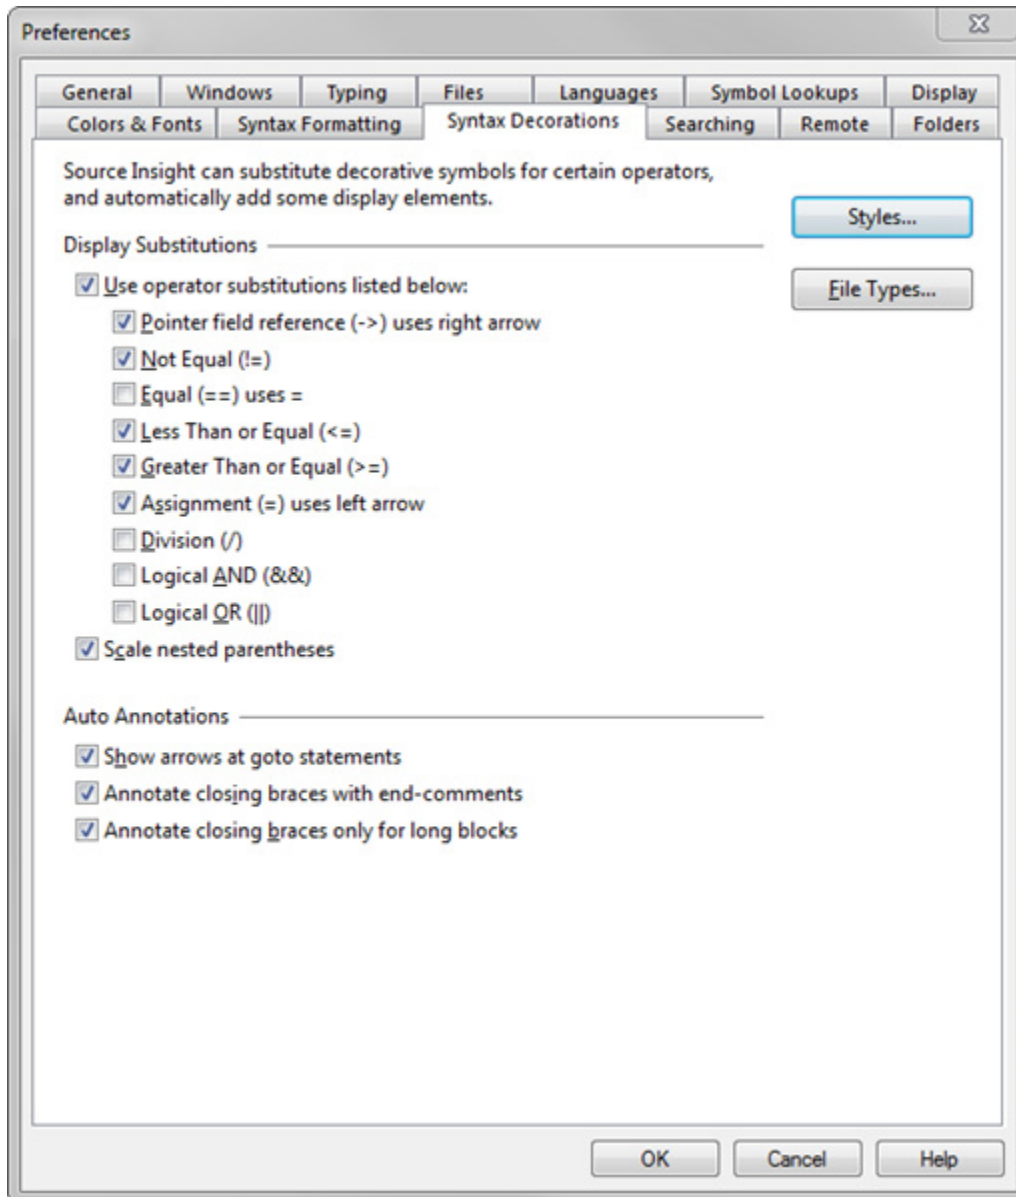 Preferences
General Windows Typing Files Languages Symbol Lookups Display
Colors & Fonts Syntax Formatting Syntax Decorations Searching Remote Folders
Source Insight can substitute decorative symbols for certain operators,
and automatically add some display elements.
Styles...
Display Substitutions
Use operator substitutions listed below:
File Types...
Pointer field reference (->) uses right arrow
Not Equal (!=)
Equal (==) uses =
Less Than or Equal (<=)
Greater Than or Equal (>=)
Assignment (=) uses left arrow
Division (/)
Logical AND (&&)
Logical OR (||)
Scale nested parentheses
Auto Annotations
Show arrows at goto statements
Annotate closing braces with end-comments
Annotate closing braces only for long blocks
OK Cancel Help